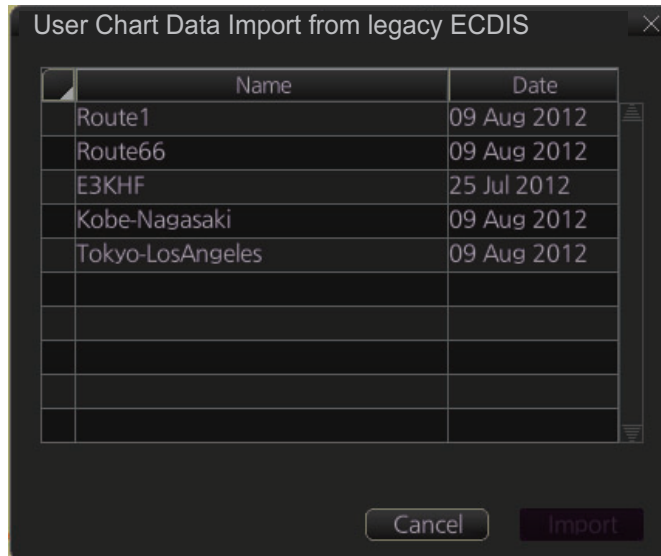 User Chart Data Import from legacy ECDIS
Name Date
Route1 09 Aug 2012
Route66 09 Aug 2012
E3KHF 25 Jul 2012
Kobe-Nagasaki 09 Aug 2012
Tokyo-LosAngeles 09 Aug 2012
Cancel Import